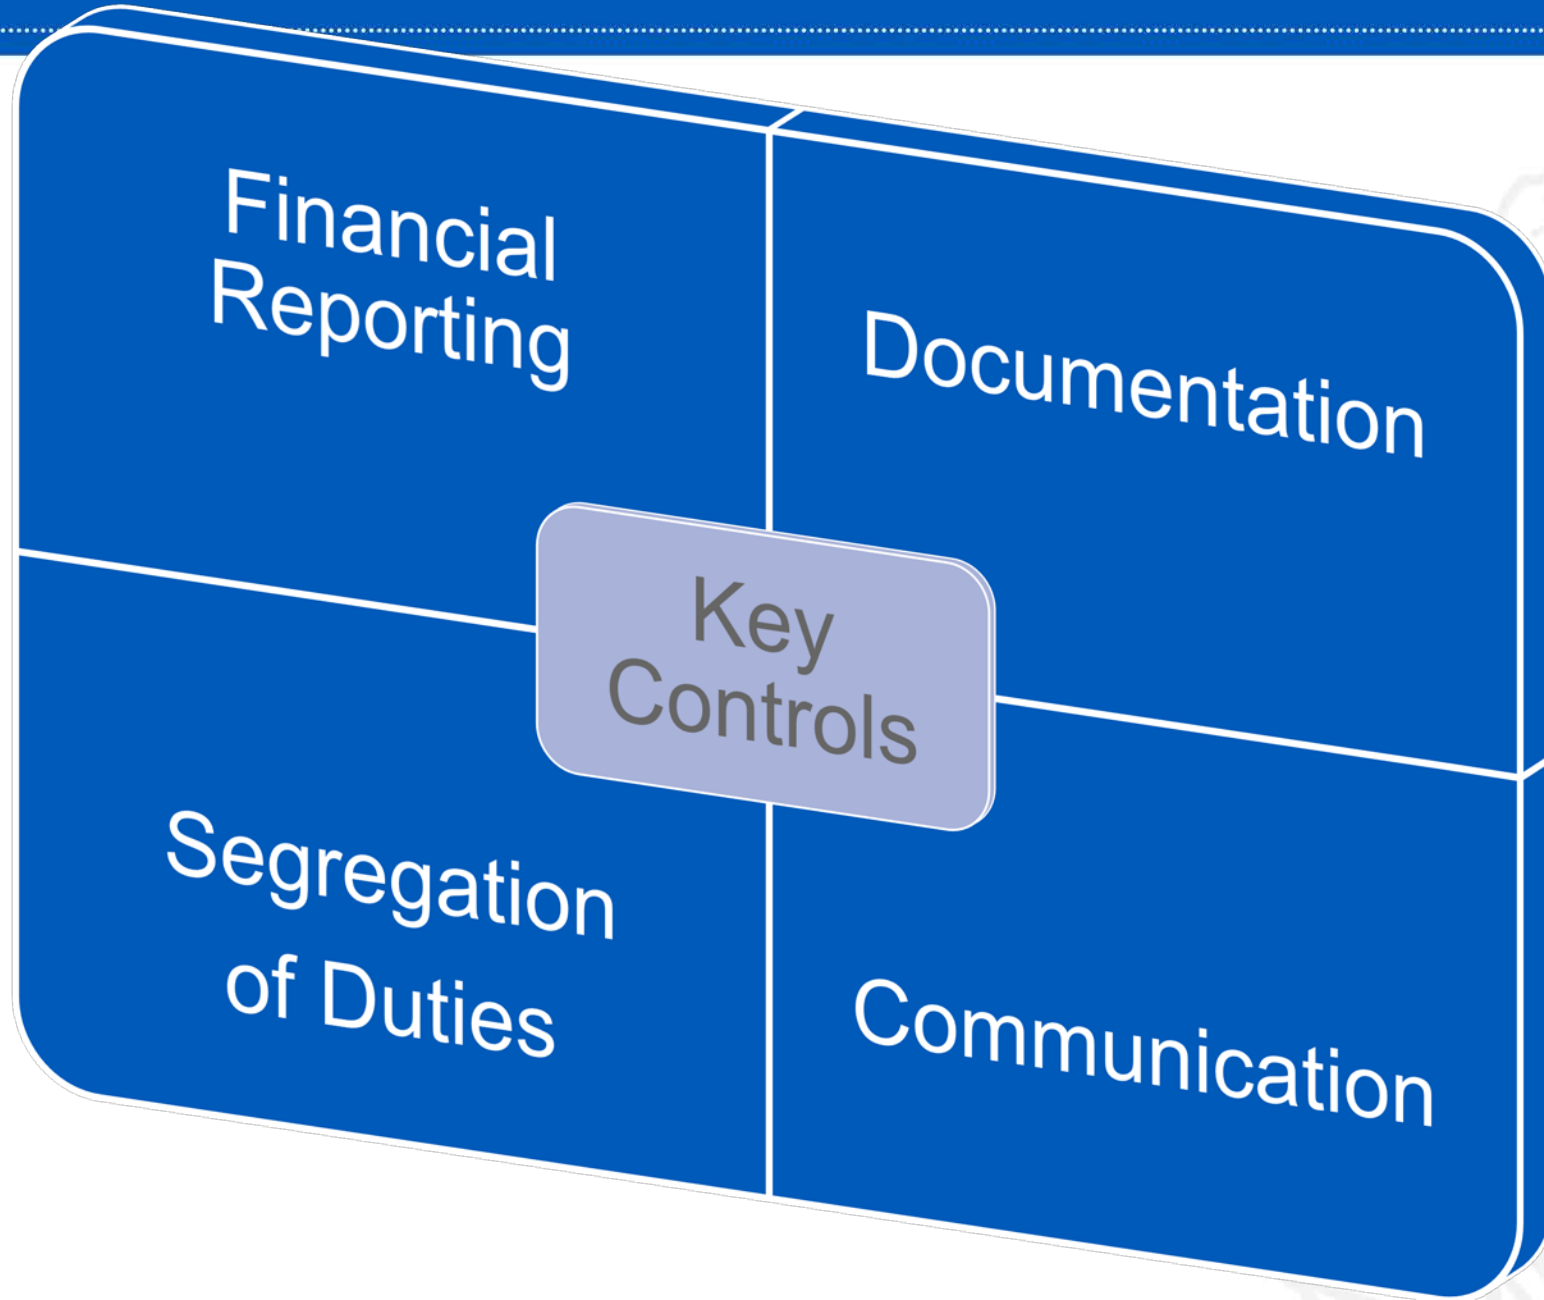 Financial
Reporting
Documentation
Key
Controls
Segregation
of Duties
Communication